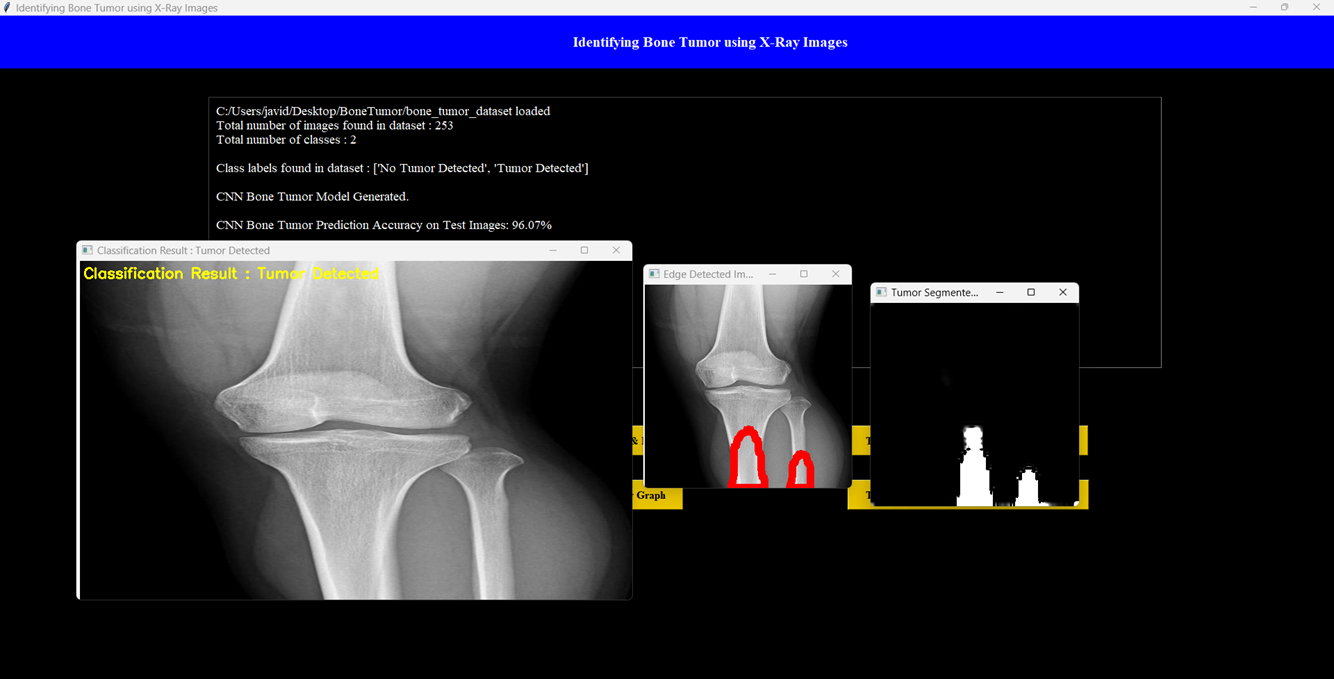 Identifying Bone Tumor using X-Ray Images
Identifying Bone Tumor using X-Ray Images
C:/Users/javid/Desktop/BoneTumor/bone_tumor_dataset loaded
Total number of images found in dataset : 253
Total number of classes : 2
Class labels found in dataset : ['No Tumor Detected', 'Tumor Detected']
CNN Bone Tumor Model Generated.
CNN Bone Tumor Prediction Accuracy on Test Images: 96.07%
Classification Result : Tumor Detected
Classification Result : Tumor Detected
Edge Detected Im...
Tumor Segmente...
&
Graph